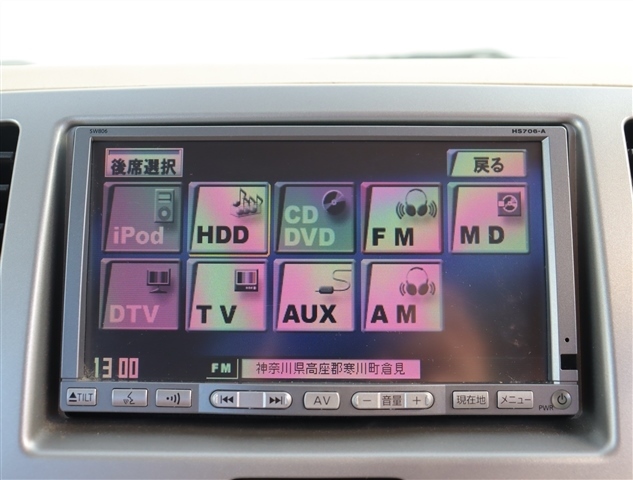 SW806 HS706-A
後席選択 戻る
iPod HDD CD DVD FM MD
DTV TV AUX AM
13:00 FM 神奈川県高座郡寒川町倉見
▲TILT AV － 音量 ＋ 現在地 メニュー
PWR